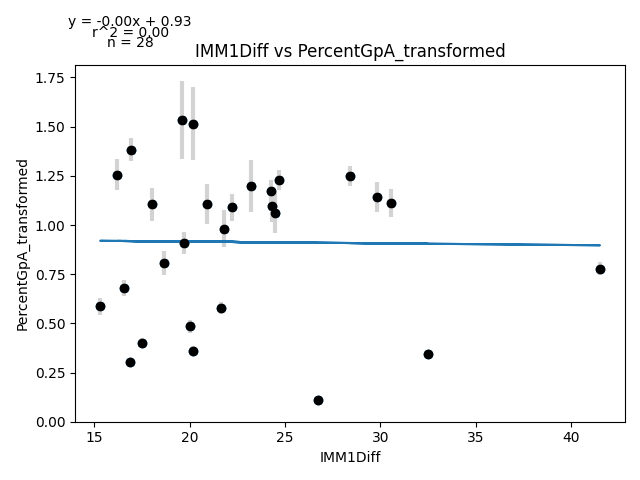 y = -0.00x + 0.93
r^2 = 0.00
n = 28
IMM1Diff vs PercentGpA_transformed
PercentGpA_transformed
1.75
1.50
1.25
1.00
0.75
0.50
0.25
0.00
15 20 25 30 35 40
IMM1Diff